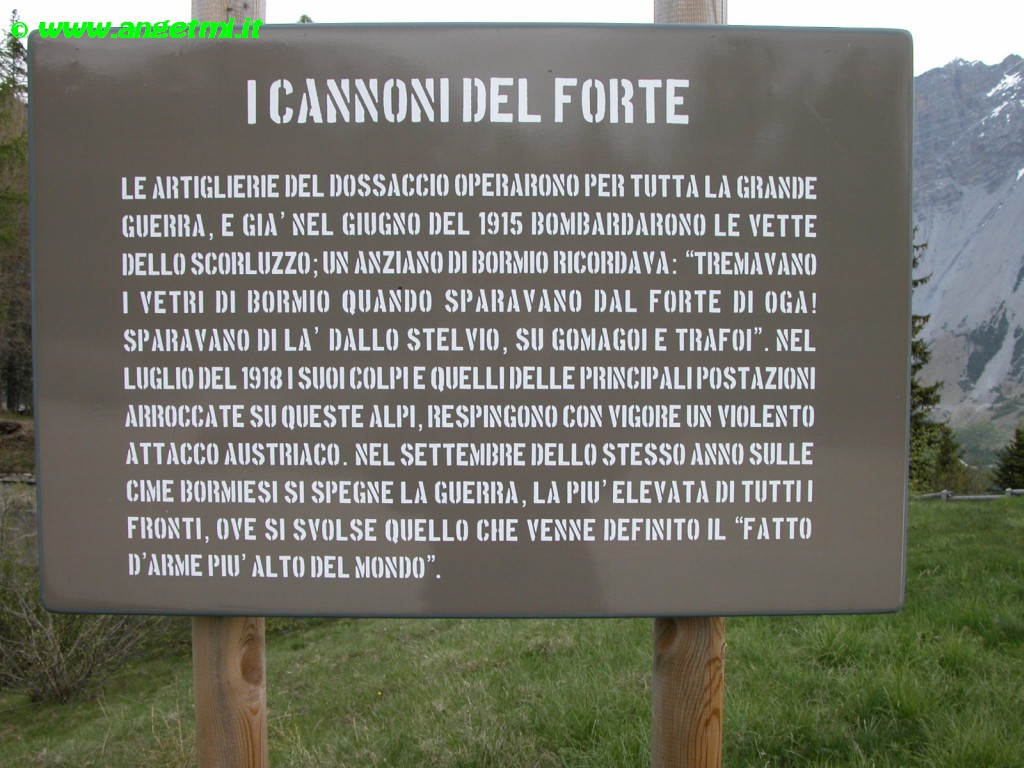 © www.angetmi.it
I CANNONI DEL FORTE
LE ARTIGLIERIE DEL DOSSACCIO OPERARONO PER TUTTA LA GRANDE
GUERRA, E GIA' NEL GIUGNO DEL 1915 BOMBARDARONO LE VETTE
DELLO SCORLUZZO; UN ANZIANO DI BORMIO RICORDAVA: "TREMAVANO
I VETRI DI BORMIO QUANDO SPARAVANO DAL FORTE DI OGA!
SPARAVANO DI LA' DALLO STELVIO, SU GOMAGOI E TRAFOI". NEL
LUGLIO DEL 1918 I SUOI COLPI E QUELLI DELLE PRINCIPALI POSTAZIONI
ARROCCATE SU QUESTE ALPI, RESPINGONO CON VIGORE UN VIOLENTO
ATTACCO AUSTRIACO. NEL SETTEMBRE DELLO STESSO ANNO SULLE
CIME BORMIESI SI SPEGNE LA GUERRA, LA PIU' ELEVATA DI TUTTI I
FRONTI, OVE SI SVOLSE QUELLO CHE VENNE DEFINITO IL "FATTO
D'ARME PIU' ALTO DEL MONDO".